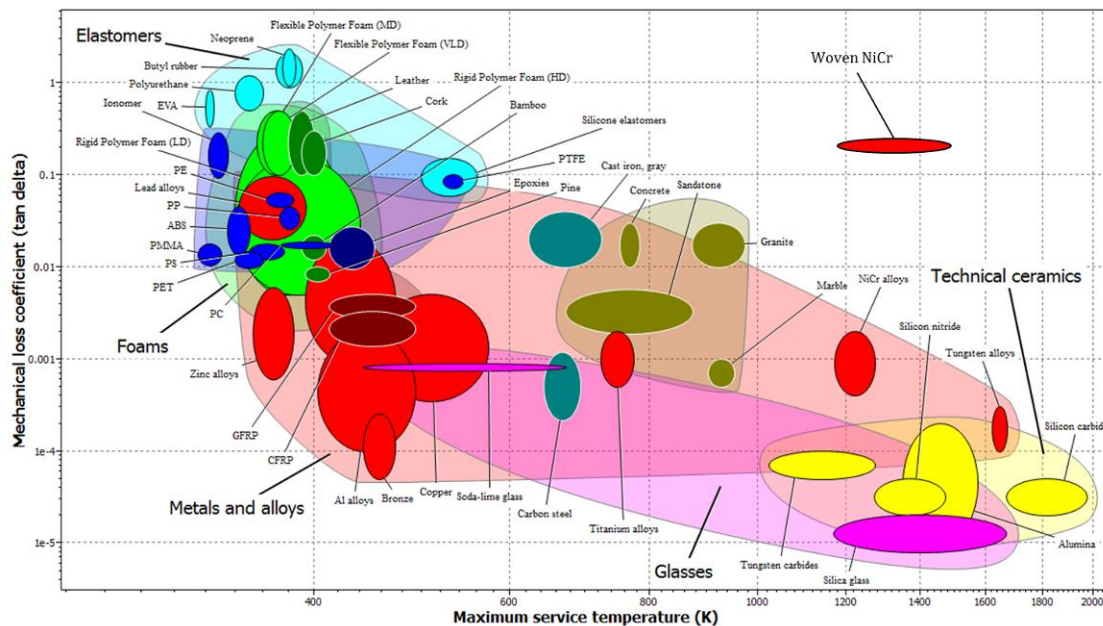 Flexible Polymer Foam (MD)
Elastomers
Neoprene
Flexible Polymer Foam (VLD)
Butyl rubber
Leather
Woven NiCr
Polyurethane
Rigid Polymer Foam (HD)
EVA
Cork
Ionomer
Bamboo
Rigid Polymer Foam (LD)
Silicone elastomers
PE
PTFE
Cast iron, gray
Lead alloys
Epoxies
Concrete
Sandstone
PP
Pine
ABS
PMMA
Granite
PS
Technical ceramics
PET
Marble
NiCr alloys
PC
Silicon nitride
Foams
Tungsten alloys
Zinc alloys
Silicon carbid
GFRP
CFRP
Metals and alloys
Al alloys
Bronze
Copper
Soda-lime glass
Carbon steel
Titanium alloys
Glasses
Tungsten carbides
Silica glass
Alumina
Mechanical loss coefficient (tan delta)
1
0.1
0.01
0.001
1e-4
1e-5
400
600
800
1000
1200
1400
1600
1800
2000
Maximum service temperature (K)